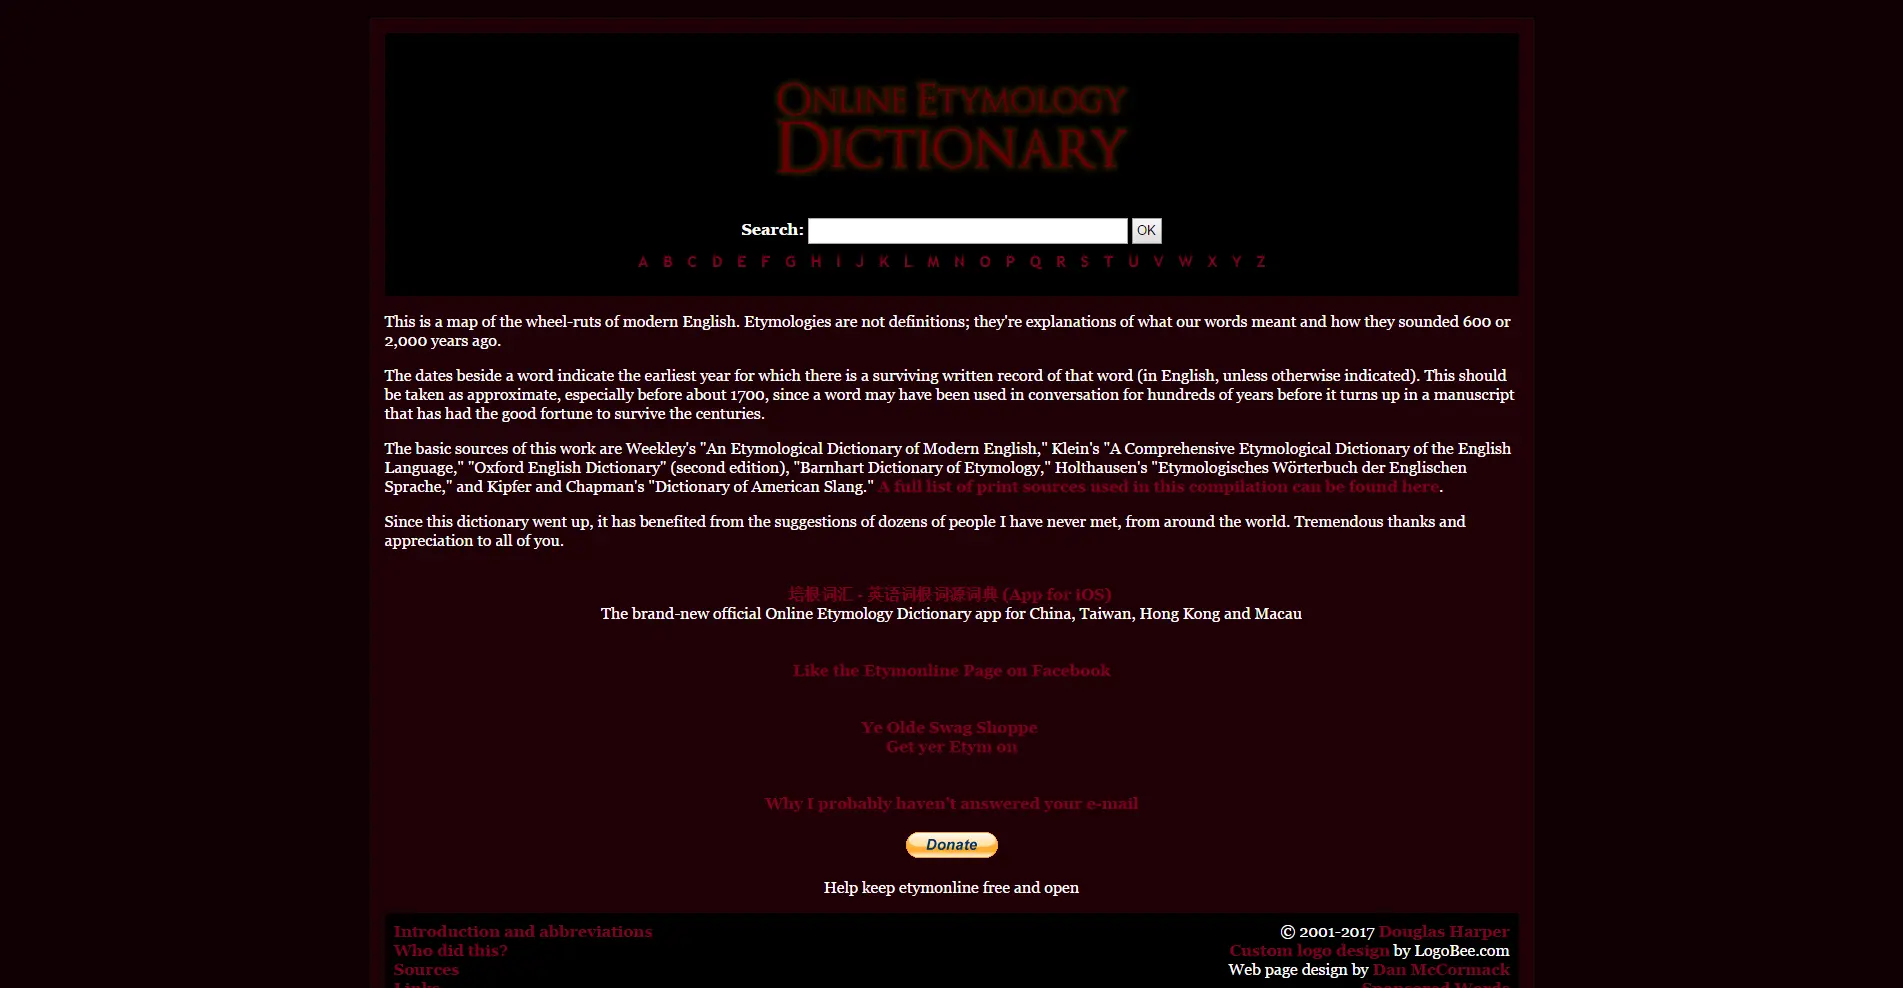 ONLINE ETYMOLOGY
DICTIONARY
Search: OK
A B C D E F G H I J K L M N O P Q R S T U V W X Y Z
This is a map of the wheel-ruts of modern English. Etymologies are not definitions; they're explanations of what our words meant and how they sounded 600 or
2,000 years ago.
The dates beside a word indicate the earliest year for which there is a surviving written record of that word (in English, unless otherwise indicated). This should
be taken as approximate, especially before about 1700, since a word may have been used in conversation for hundreds of years before it turns up in a manuscript
that has had the good fortune to survive the centuries.
The basic sources of this work are Weekley's "An Etymological Dictionary of Modern English," Klein's "A Comprehensive Etymological Dictionary of the English
Language," "Oxford English Dictionary" (second edition), "Barnhart Dictionary of Etymology," Holthausen's "Etymologisches Wörterbuch der Englischen
Sprache," and Kipfer and Chapman's "Dictionary of American Slang." A full list of print sources used in this compilation can be found here.
Since this dictionary went up, it has benefited from the suggestions of dozens of people I have never met, from around the world. Tremendous thanks and
appreciation to all of you.
培根词汇 - 英语词根词源词典 (App for iOS)
The brand-new official Online Etymology Dictionary app for China, Taiwan, Hong Kong and Macau
Like the Etymonline Page on Facebook
Ye Olde Swag Shoppe
Get yer Etym on
Why I probably haven't answered your e-mail
Donate
Help keep etymonline free and open
Introduction and abbreviations
Who did this?
Sources
Links
© 2001-2017 Douglas Harper
Custom logo design by LogoBee.com
Web page design by Dan McCormack
Sponsored Words